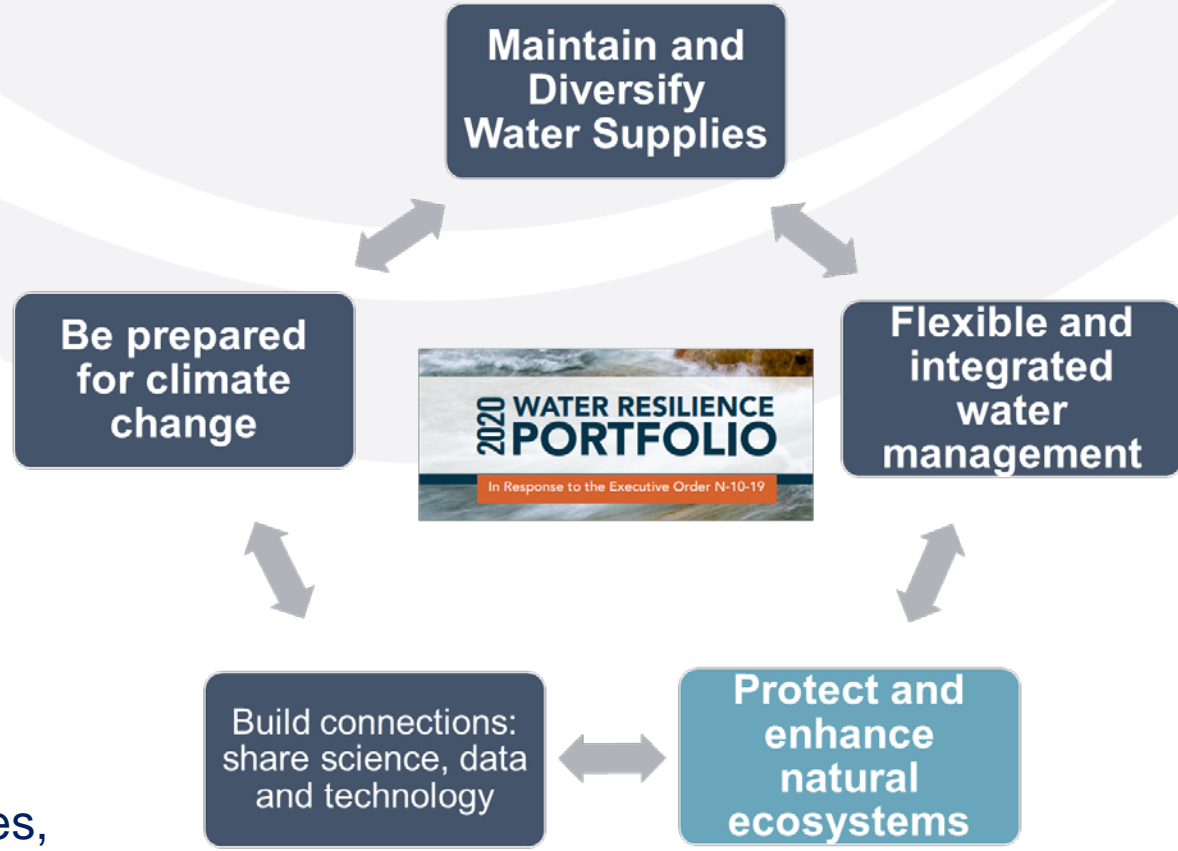 Maintain and
Diversify
Water Supplies
Be prepared
for climate
change
Flexible and
integrated
water
management
2020
WATER RESILIENCE
PORTFOLIO
In Response to the Executive Order N-10-19
Build connections:
share science, data
and technology
Protect and
enhance
natural
ecosystems
es,